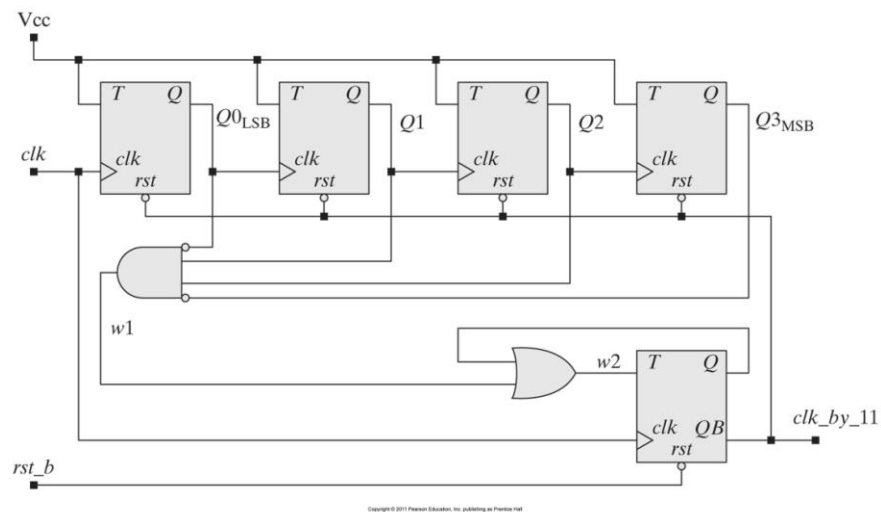 Vcc
T Q
T Q
T Q
T Q
Q0LSB
Q1
Q2
Q3MSB
clk
clk
clk
clk
clk
rst
rst
rst
rst
w1
w2
T Q
clk_by_11
clk QB
rst
rst_b
Copyright © 2011 Pearson Education, Inc. publishing as Prentice Hall